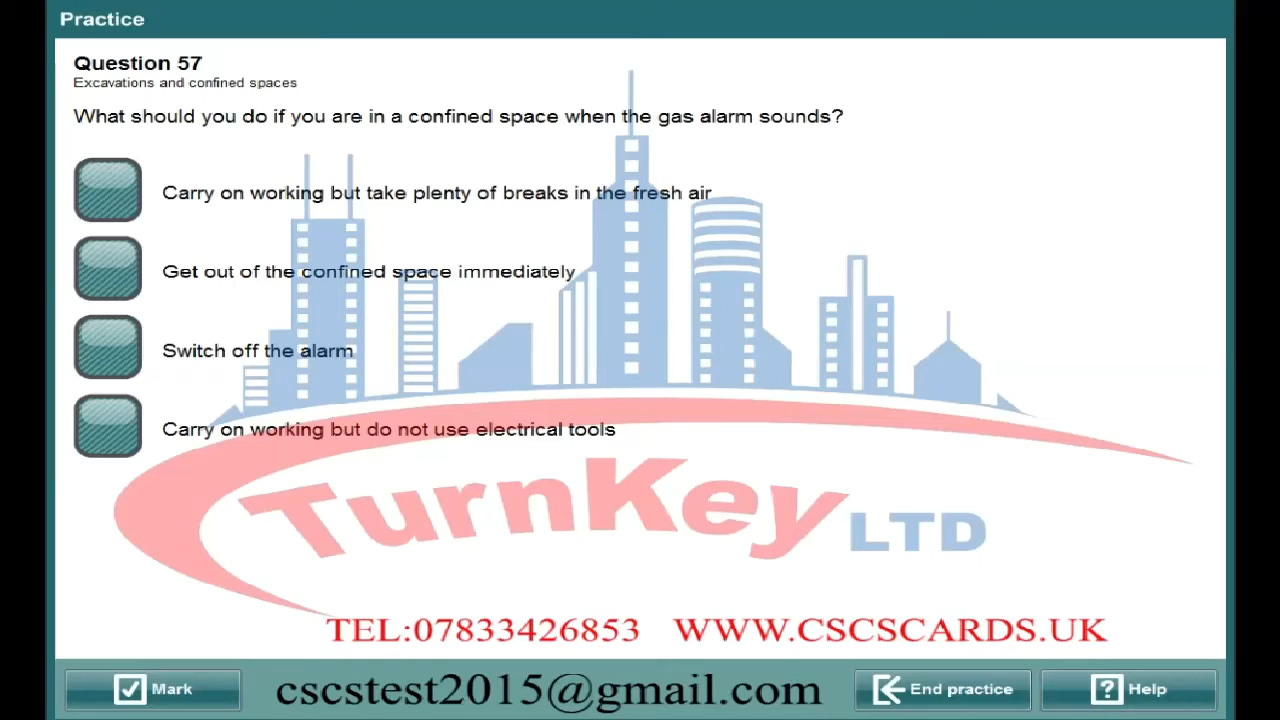 Practice
Question 57
Excavations and confined spaces
What should you do if you are in a confined space when the gas alarm sounds?
Carry on working but take plenty of breaks in the fresh air
Get out of the confined space immediately
Switch off the alarm
Carry on working but do not use electrical tools
TurnKey LTD
TEL:07833426853 WWW.CSCSCARDS.UK
Mark cscstest2015@gmail.com End practice ? Help